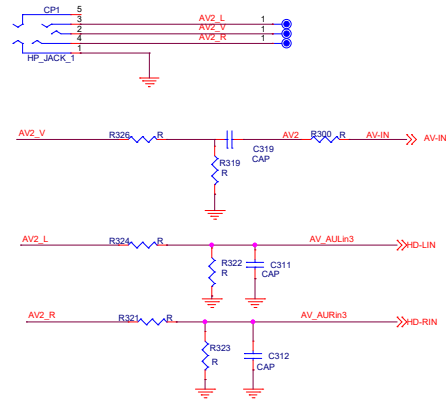 CP1
5
3 AV2_L 1
2 AV2_V 1
4 AV2_R 1
1
HP_JACK_1
AV2_V R326 R AV2 R300 R AV-IN AV-IN
C319
CAP
R319
R
AV2_L R324 R AV_AULin3 HD-LIN
R322
R
C311
CAP
AV2_R R321 R AV_AURin3 HD-RIN
R323
R
C312
CAP